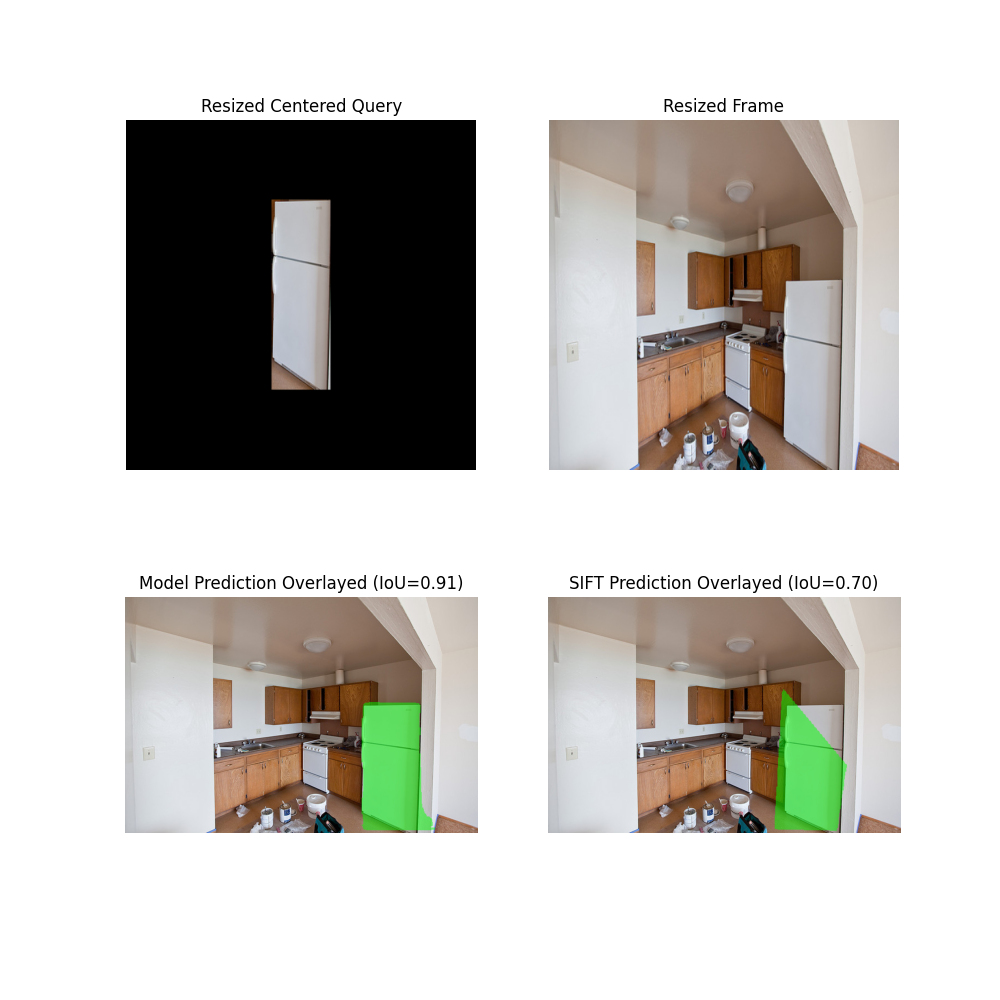 Resized Centered Query
Resized Frame
Model Prediction Overlayed (IoU=0.91)
SIFT Prediction Overlayed (IoU=0.70)